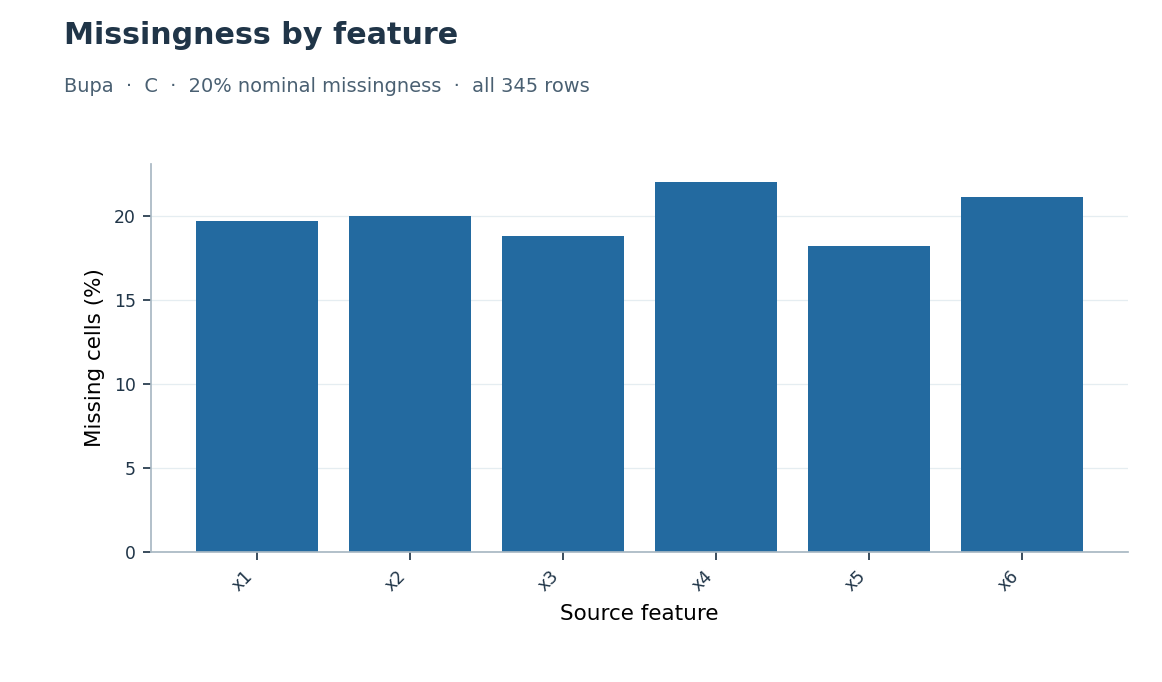 Missingness by feature
Bupa · C · 20% nominal missingness · all 345 rows
Missing cells (%)
20
15
10
5
0
x1 x2 x3 x4 x5 x6
Source feature